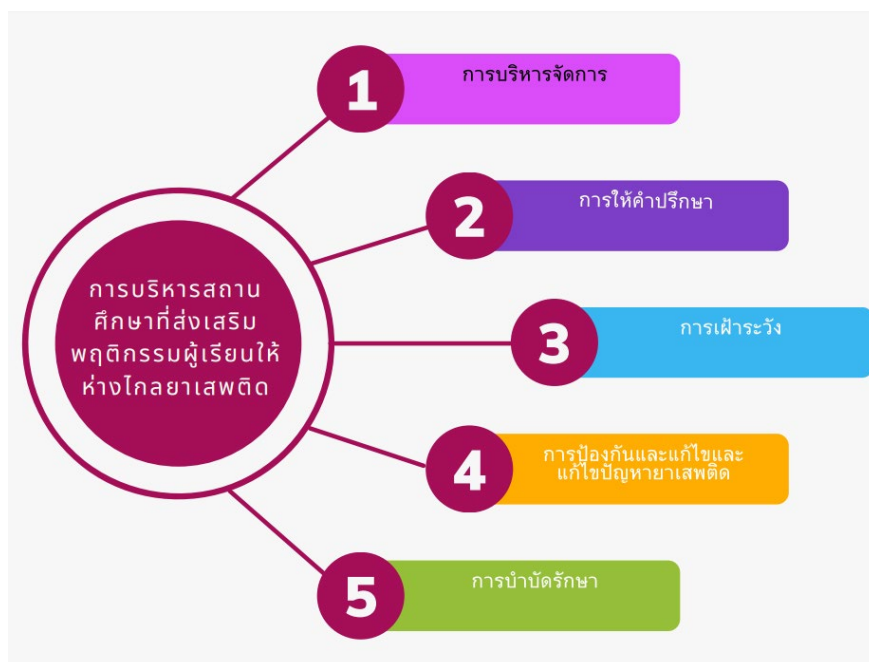 การบริหารสถาน
ศึกษาที่ส่งเสริม
พฤติกรรมผู้เรียนให้
ห่างไกลยาเสพติด
1
การบริหารจัดการ
2
การให้คำปรึกษา
3
การเฝ้าระวัง
4
การป้องกันและแก้ไขและ
แก้ไขปัญหายาเสพติด
5
การบำบัดรักษา